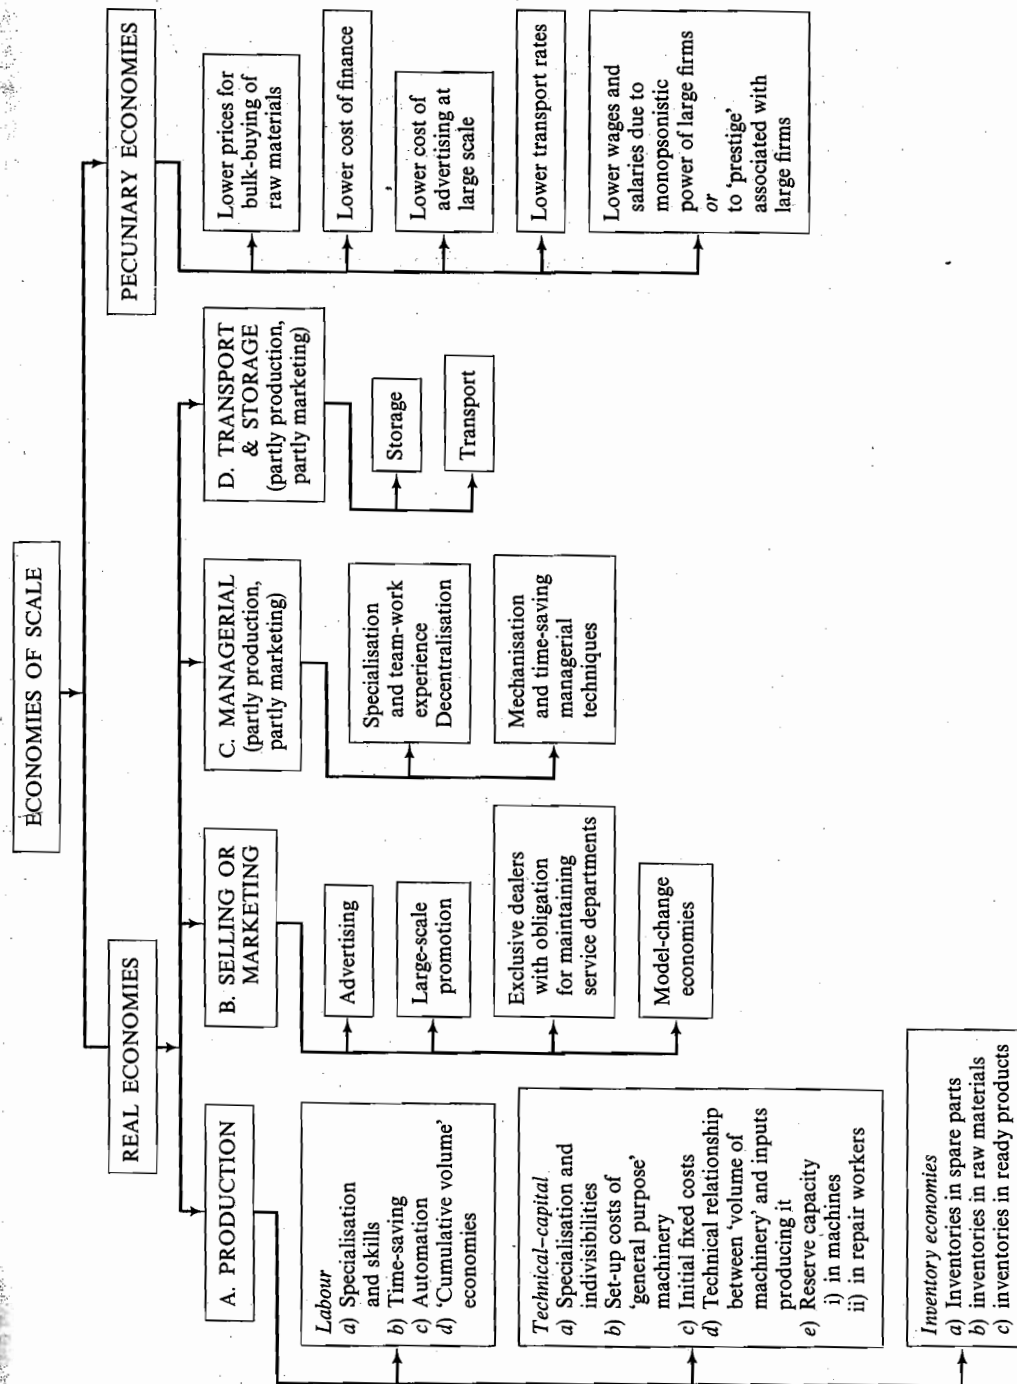 ECONOMIES OF SCALE
REAL ECONOMIES
PECUNIARY ECONOMIES
A. PRODUCTION
Labour
a) Specialisation
and skills
b) Time-saving
c) Automation
d) ‘Cumulative volume’
economies
Technical–capital
a) Specialisation and
indivisibilities
b) Set-up costs of
‘general purpose’
machinery
c) Initial fixed costs
d) Technical relationship
between ‘volume of
machinery’ and inputs
producing it
e) Reserve capacity
i) in machines
ii) in repair workers
Inventory economies
a) Inventories in spare parts
b) inventories in raw materials
c) inventories in ready products
B. SELLING OR
MARKETING
Advertising
Large-scale
promotion
Exclusive dealers
with obligation
for maintaining
service departments
Model-change
economies
C. MANAGERIAL
(partly production,
partly marketing)
Specialisation
and team-work
experience
Decentralisation
Mechanisation
and time-saving
managerial
techniques
D. TRANSPORT
& STORAGE
(partly production,
partly marketing)
Storage
Transport
Lower prices for
bulk-buying of
raw materials
Lower cost of finance
Lower cost of
advertising at
large scale
Lower transport rates
Lower wages and
salaries due to
monopsonistic
power of large firms
or
to ‘prestige’
associated with
large firms